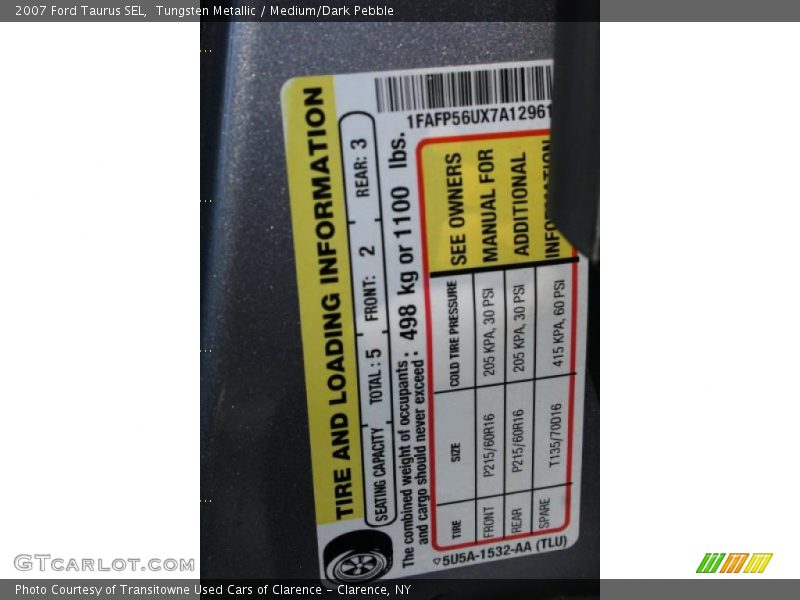 2007 Ford Taurus SEL,  Tungsten Metallic / Medium/Dark Pebble
1FAFP56UX7A12961
TIRE AND LOADING INFORMATION
SEATING CAPACITY TOTAL : 5 FRONT: 2 REAR: 3
The combined weight of occupants : 498 kg or 1100 lbs.
and cargo should never exceed :
TIRE SIZE COLD TIRE PRESSURE SEE OWNERS
FRONT P215/60R16 205 KPA, 30 PSI MANUAL FOR
REAR P215/60R16 205 KPA, 30 PSI ADDITIONAL
SPARE T135/70D16 415 KPA, 60 PSI INFORMATION
5U5A-1532-AA (TLU)
GTCARLOT.COM
Photo Courtesy of Transitowne Used Cars of Clarence - Clarence, NY